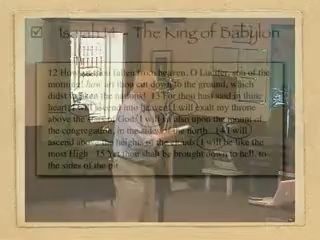 Isaiah 14 - The King of Babylon
12 How art thou fallen from heaven, O Lucifer, son of the
morning! how art thou cut down to the ground, which
didst weaken the nations! 13 For thou hast said in thine
heart, I will ascend into heaven, I will exalt my throne
above the stars of God: I will sit also upon the mount of
the congregation, in the sides of the north: 14 I will
ascend above the heights of the clouds; I will be like the
most High. 15 Yet thou shalt be brought down to hell, to
the sides of the pit.